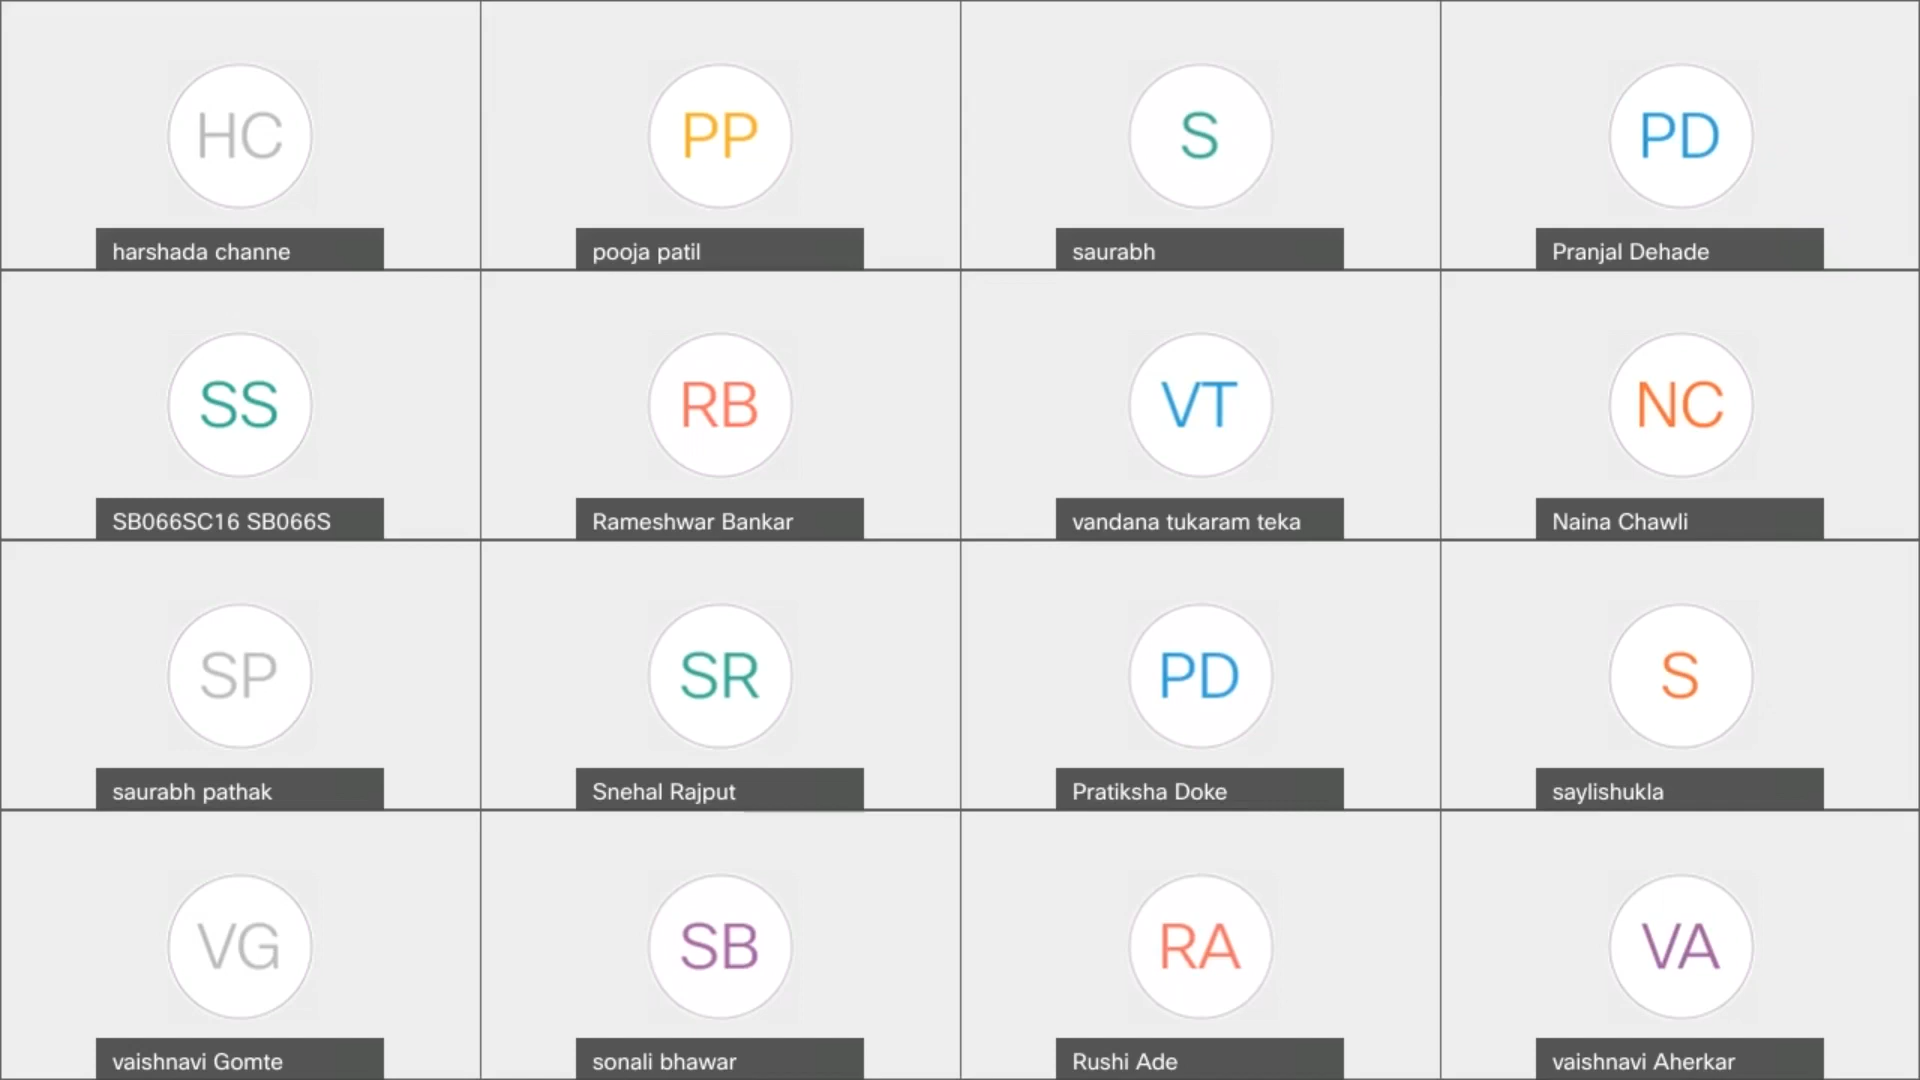 HC
PP
S
PD
harshada channe
pooja patil
saurabh
Pranjal Dehade
SS
RB
VT
NC
SB066SC16 SB066S
Rameshwar Bankar
vandana tukaram teka
Naina Chawli
SP
SR
PD
S
saurabh pathak
Snehal Rajput
Pratiksha Doke
saylishukla
VG
SB
RA
VA
vaishnavi Gomte
sonali bhawar
Rushi Ade
vaishnavi Aherkar